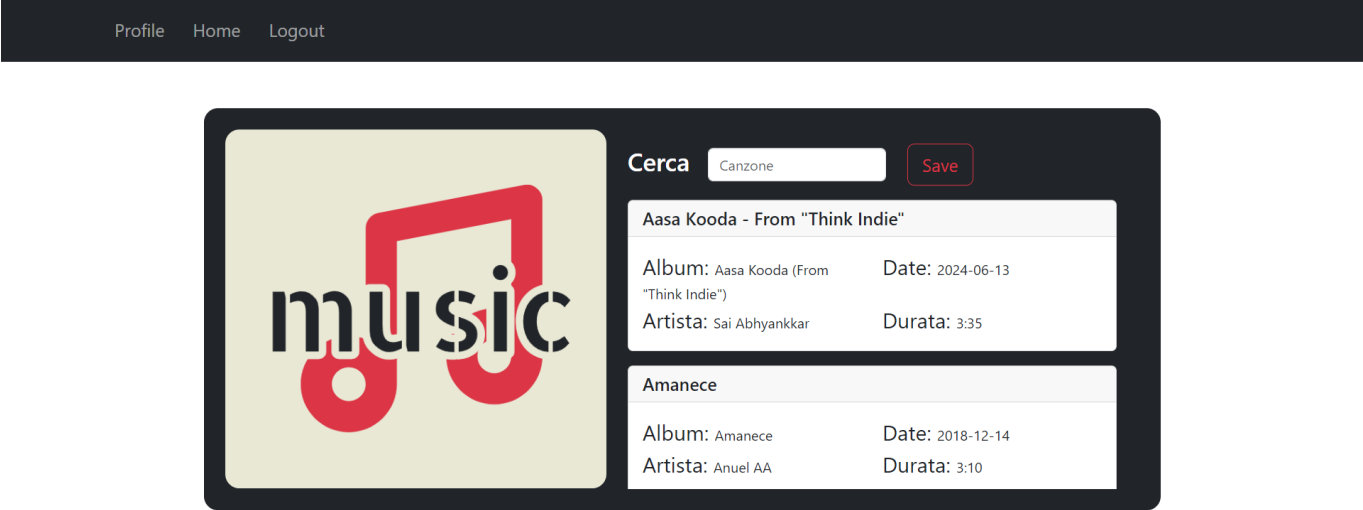 Profile Home Logout
music
Cerca Canzone Save
Aasa Kooda - From "Think Indie"
Album: Aasa Kooda (From
"Think Indie")
Date: 2024-06-13
Artista: Sai Abhyankkar
Durata: 3:35
Amanece
Album: Amanece
Date: 2018-12-14
Artista: Anuel AA
Durata: 3:10